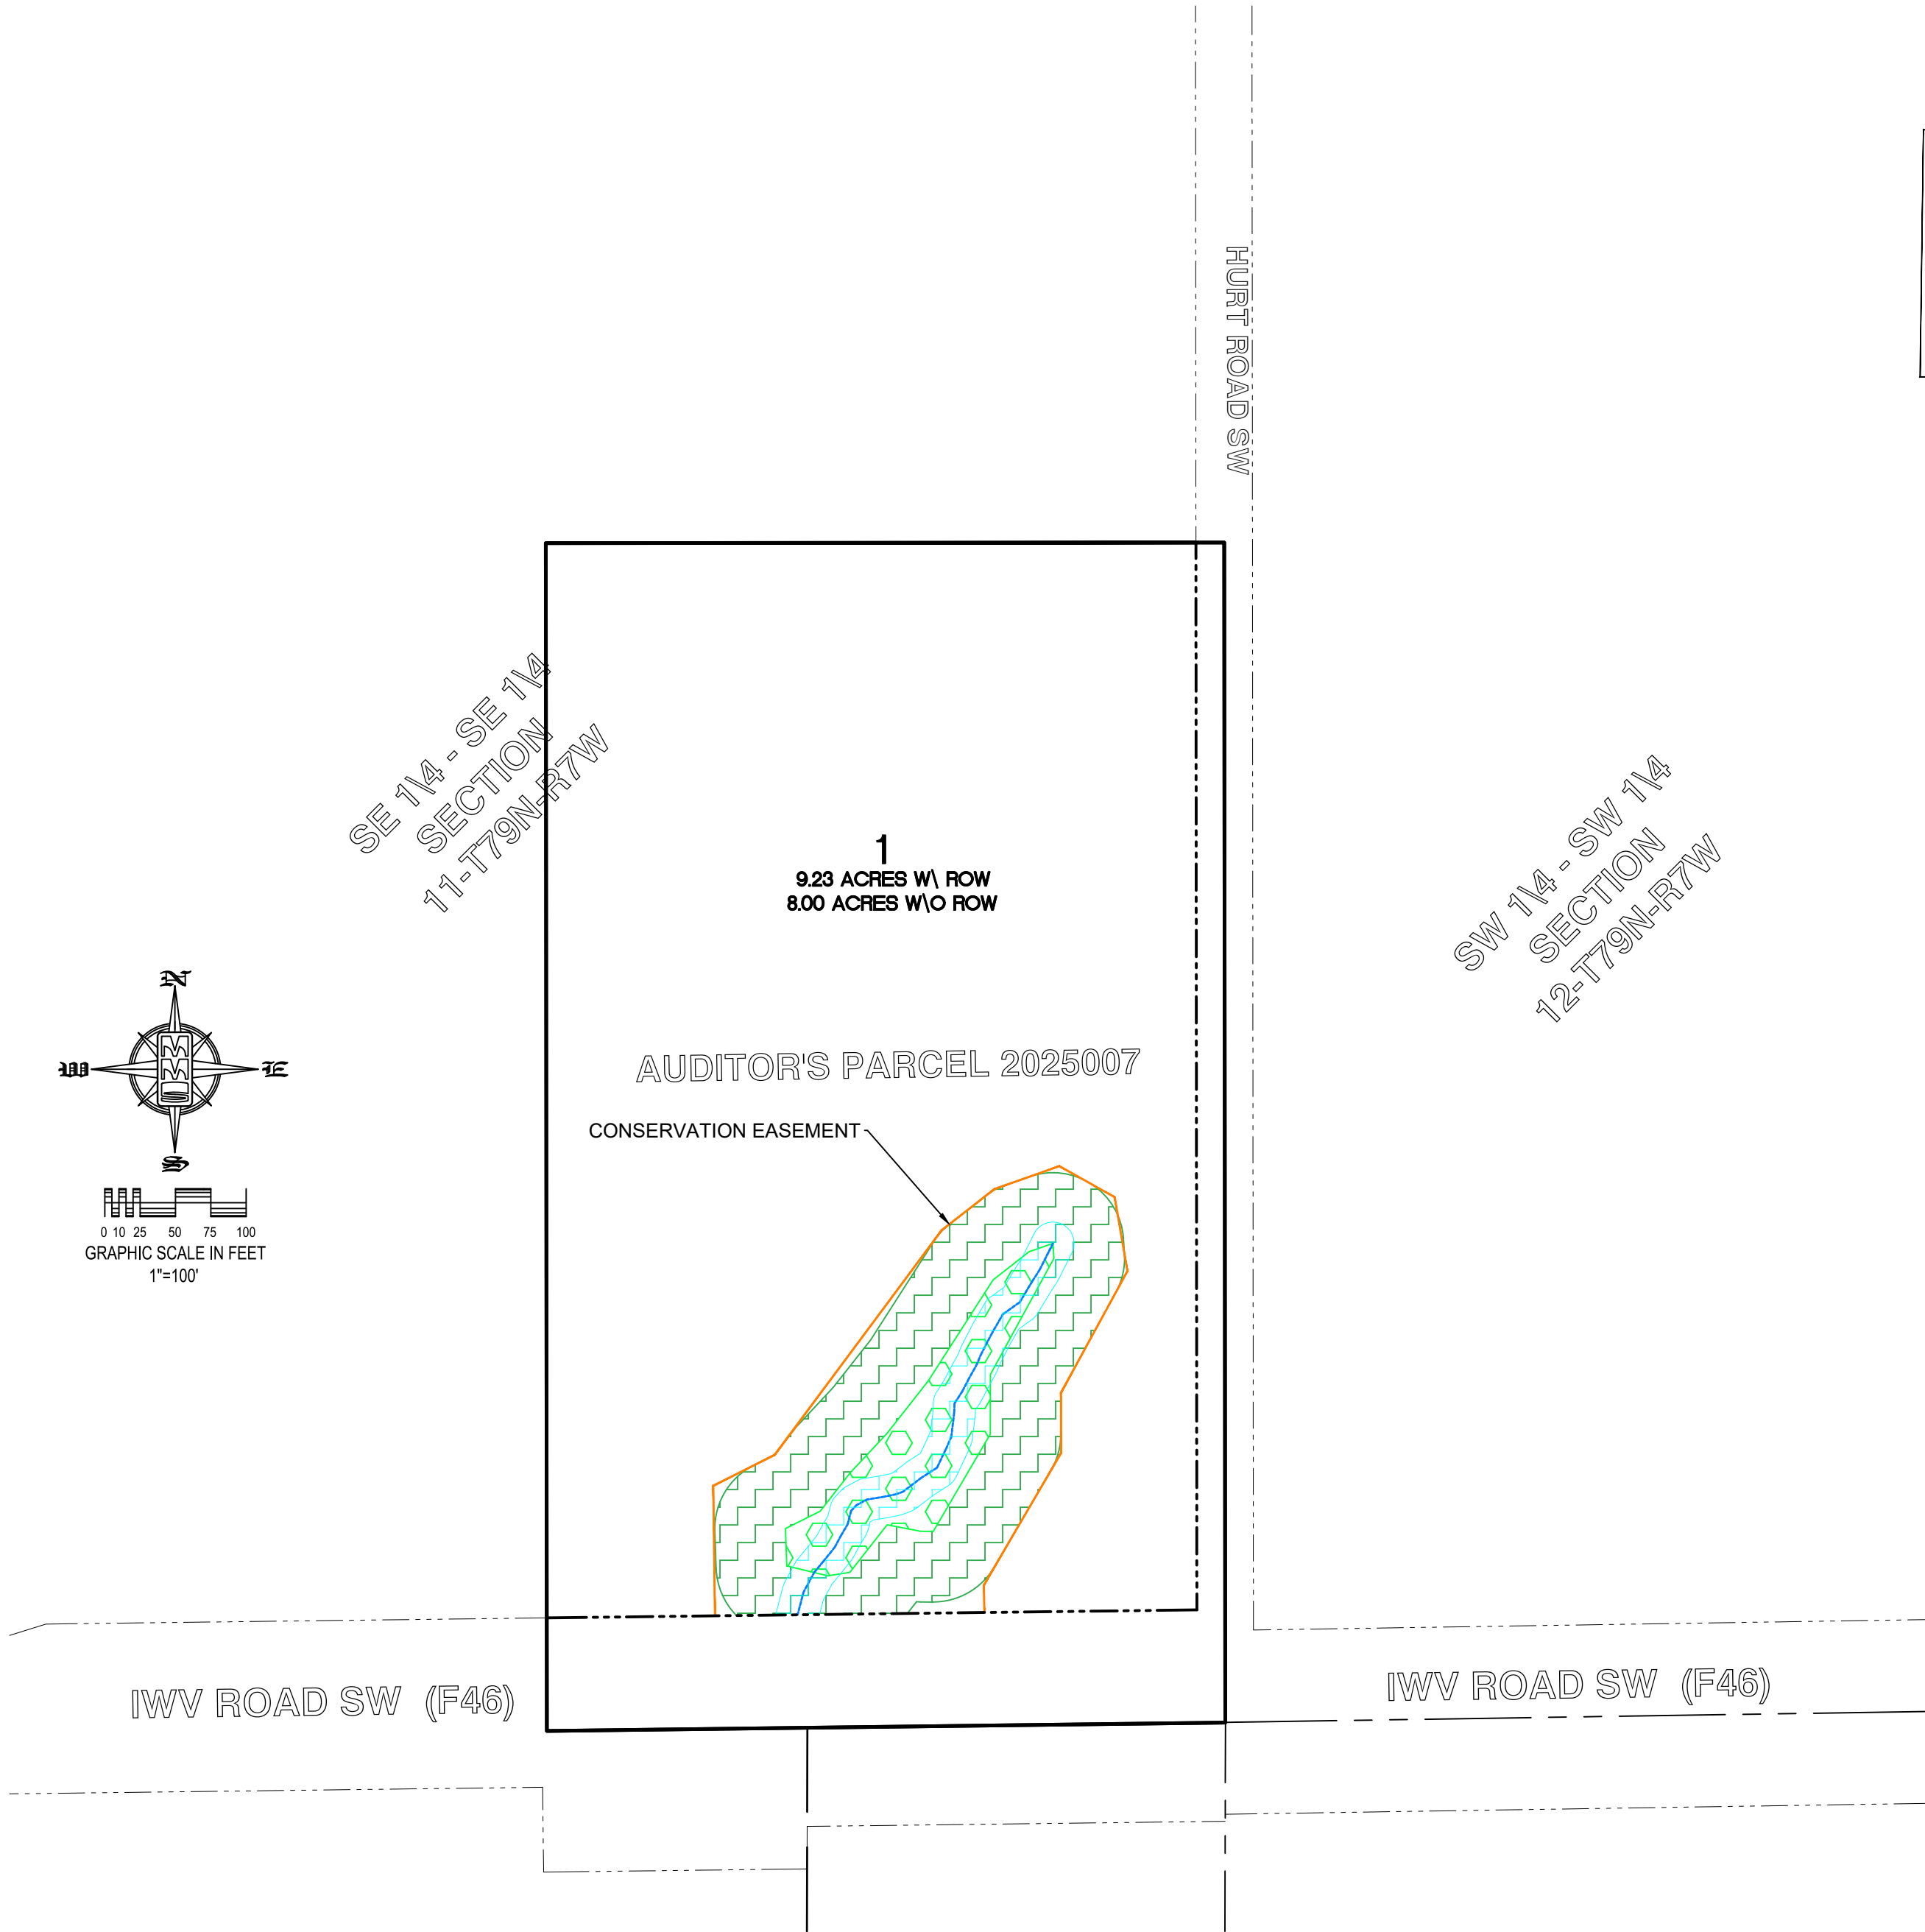 HURT ROAD SW
SE 1\4 - SE 1\4
SECTION
11-T79N-R7W
SW 1\4 - SW 1\4
SECTION
12-T79N-R7W
1
9.23 ACRES W\ ROW
8.00 ACRES W\O ROW
AUDITOR'S PARCEL 2025007
CONSERVATION EASEMENT
N
W
E
S
MMS
0 10 25 50 75 100
GRAPHIC SCALE IN FEET
1"=100'
IWV ROAD SW (F46)
IWV ROAD SW (F46)